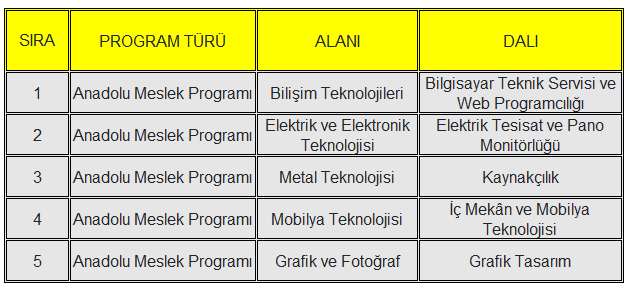 SIRA PROGRAM TÜRÜ ALANI DALI
1 Anadolu Meslek Programı Bilişim Teknolojileri Bilgisayar Teknik Servisi ve
Web Programcılığı
2 Anadolu Meslek Programı Elektrik ve Elektronik
Teknolojisi Elektrik Tesisat ve Pano
Monitörlüğü
3 Anadolu Meslek Programı Metal Teknolojisi Kaynakçılık
4 Anadolu Meslek Programı Mobilya Teknolojisi İç Mekân ve Mobilya
Teknolojisi
5 Anadolu Meslek Programı Grafik ve Fotoğraf Grafik Tasarım